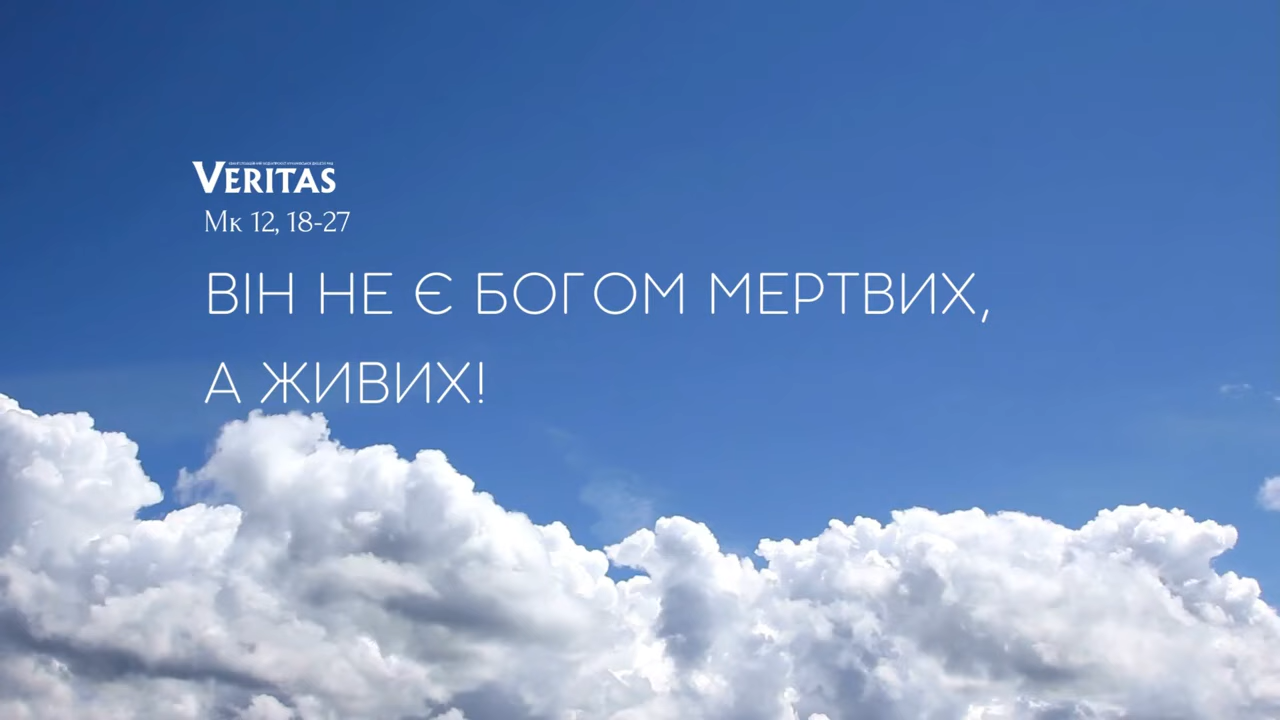 VERITAS
Мк 12, 18-27
ВІН НЕ Є БОГОМ МЕРТВИХ,
А ЖИВИХ!